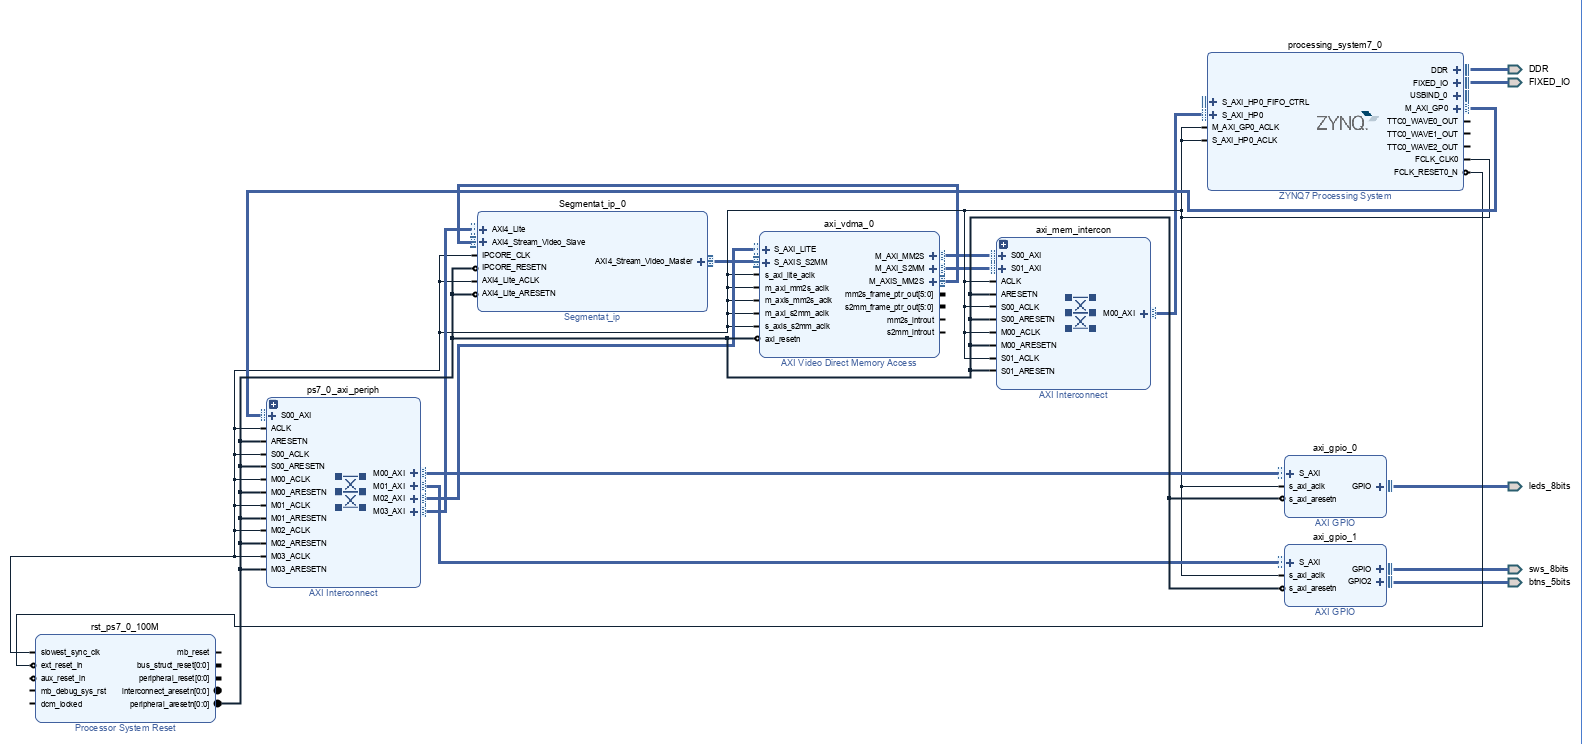 processing_system7_0
DDR
FIXED_IO
USBIND_0
M_AXI_GP0
TTC0_WAVE0_OUT
TTC0_WAVE1_OUT
TTC0_WAVE2_OUT
FCLK_CLK0
FCLK_RESET0_N
S_AXI_HP0_FIFO_CTRL
S_AXI_HP0
M_AXI_GP0_ACLK
S_AXI_HP0_ACLK
ZYNQ.
ZYNQ7 Processing System
DDR
FIXED_IO
Segmentat_ip_0
AXI4_Lite
AXI4_Stream_Video_Slave
IPCORE_CLK
IPCORE_RESETN
AXI4_Lite_ACLK
AXI4_Lite_ARESETN
AXI4_Stream_Video_Master
Segmentat_ip
axi_vdma_0
S_AXI_LITE
S_AXIS_S2MM
s_axi_lite_aclk
m_axi_mm2s_aclk
m_axis_mm2s_aclk
m_axi_s2mm_aclk
s_axis_s2mm_aclk
axi_resetn
M_AXI_MM2S
M_AXI_S2MM
M_AXIS_MM2S
mm2s_frame_ptr_out[5:0]
s2mm_frame_ptr_out[5:0]
mm2s_introut
s2mm_introut
AXI Video Direct Memory Access
axi_mem_intercon
S00_AXI
S01_AXI
ACLK
ARESETN
S00_ACLK
S00_ARESETN
M00_ACLK
M00_ARESETN
S01_ACLK
S01_ARESETN
M00_AXI
AXI Interconnect
ps7_0_axi_periph
S00_AXI
ACLK
ARESETN
S00_ACLK
S00_ARESETN
M00_ACLK
M00_ARESETN
M01_ACLK
M01_ARESETN
M02_ACLK
M02_ARESETN
M03_ACLK
M03_ARESETN
M00_AXI
M01_AXI
M02_AXI
M03_AXI
AXI Interconnect
axi_gpio_0
S_AXI
s_axi_aclk
s_axi_aresetn
GPIO
AXI GPIO
leds_8bits
axi_gpio_1
S_AXI
s_axi_aclk
s_axi_aresetn
GPIO
GPIO2
AXI GPIO
sws_8bits
btns_5bits
rst_ps7_0_100M
slowest_sync_clk
ext_reset_in
aux_reset_in
mb_debug_sys_rst
dcm_locked
mb_reset
bus_struct_reset[0:0]
peripheral_reset[0:0]
interconnect_aresetn[0:0]
peripheral_aresetn[0:0]
Processor System Reset